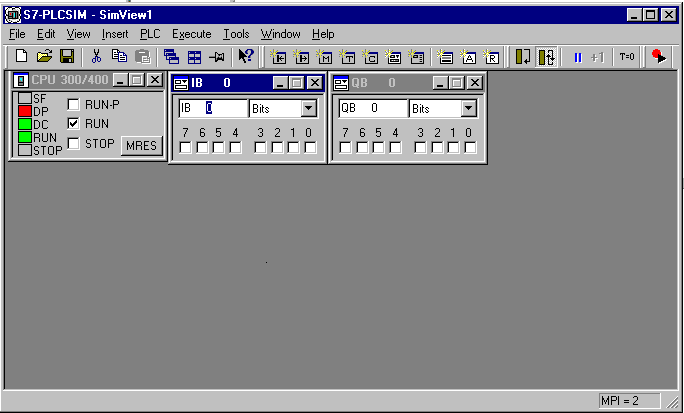 S7-PLCSIM - SimView1
File Edit View Insert PLC Execute Tools Window Help
+1 T=0
CPU 300/400
SF
DP
DC
RUN
STOP
RUN-P
RUN
STOP
MRES
IB 0
IB 0 Bits
7 6 5 4 3 2 1 0
QB 0
QB 0 Bits
7 6 5 4 3 2 1 0
MPI = 2